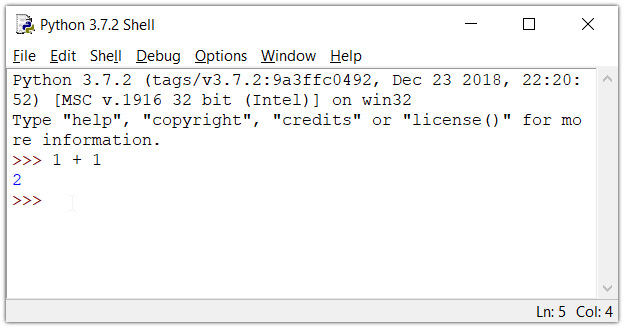 Python 3.7.2 Shell
File Edit Shell Debug Options Window Help
Python 3.7.2 (tags/v3.7.2:9a3ffc0492, Dec 23 2018, 22:20:
52) [MSC v.1916 32 bit (Intel)] on win32
Type "help", "copyright", "credits" or "license()" for mo
re information.
>>> 1 + 1
2
>>>
Ln: 5 Col: 4